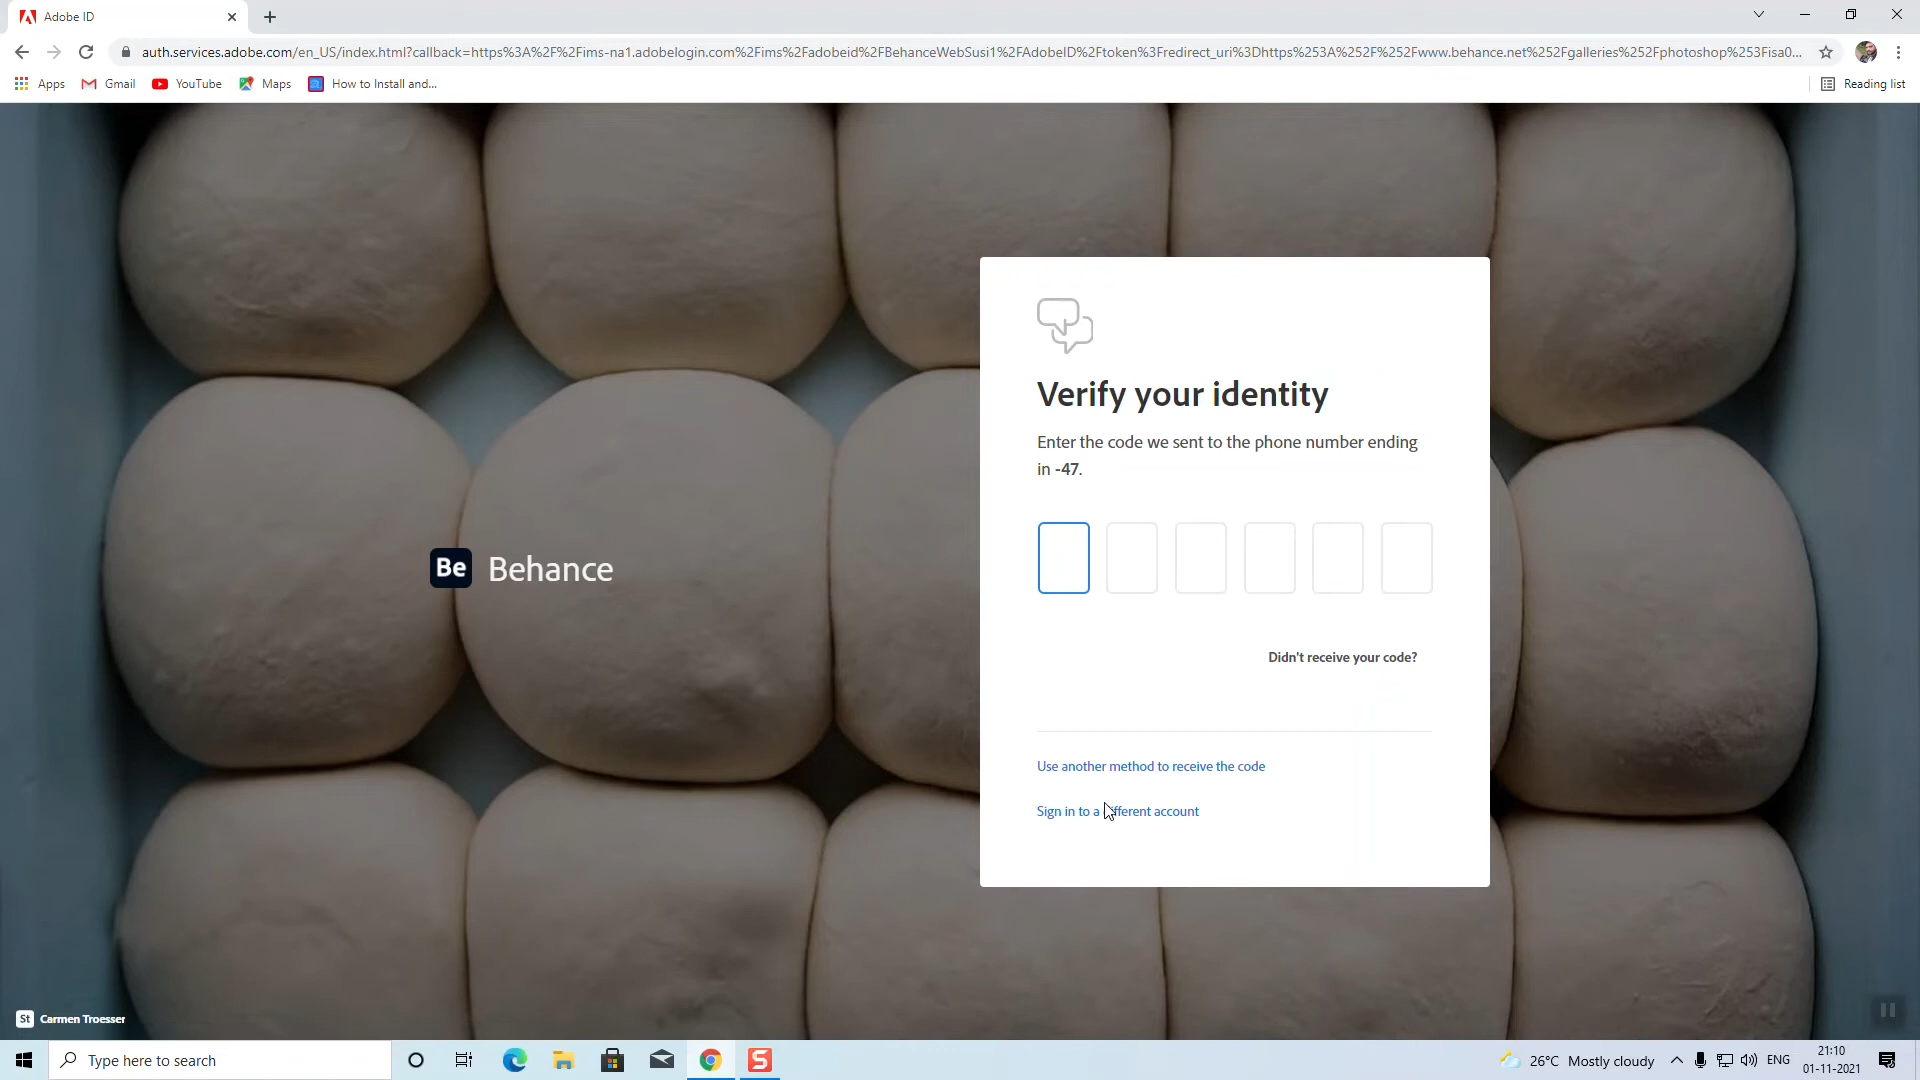 Adobe ID
auth.services.adobe.com/en_US/index.html?callback=https%3A%2F%2Fims-na1.adobelogin.com%2Fims%2Fadobeid%2FBehanceWebSusi1%2FAdobeID%2Ftoken%3Fredirect_uri%3Dhttps%253A%252F%252Fwww.behance.net%252Fgalleries%252Fphotoshop%253Fisa0...
Apps Gmail YouTube Maps How to Install and... Reading list
Verify your identity
Enter the code we sent to the phone number ending
in -47.
Be Behance
Didn't receive your code?
Use another method to receive the code
Sign in to a
St Carmen Troesser
Type here to search
S
26°C Mostly cloudy
ENG
21:10
01-11-2021